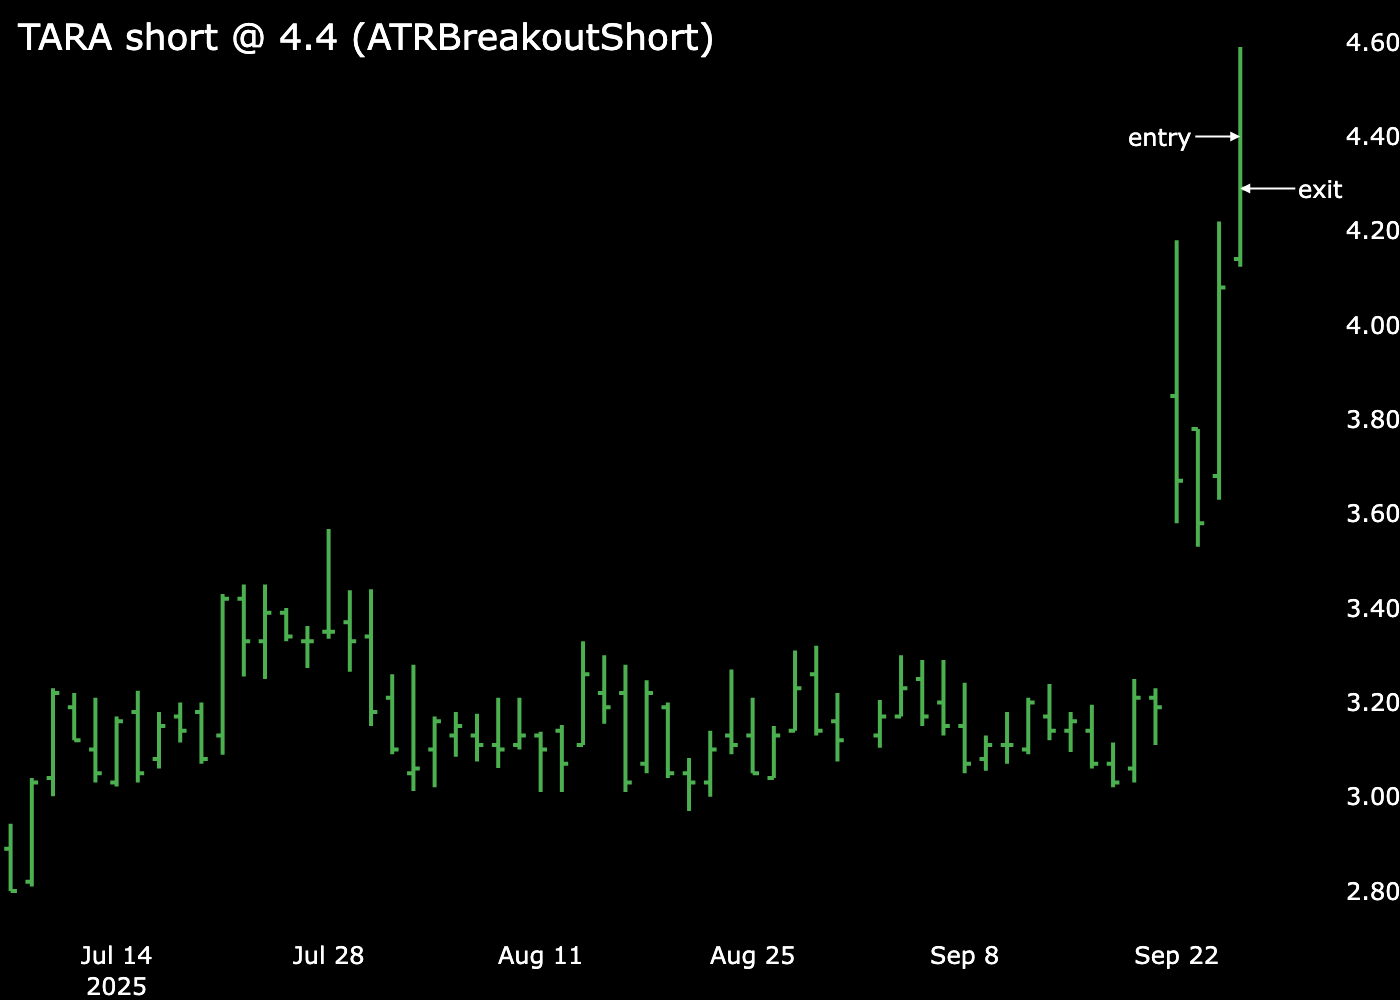 TARA short @ 4.4 (ATRBreakoutShort)
4.60
entry
4.40
exit
4.20
4.00
3.80
3.60
3.40
3.20
3.00
2.80
Jul 14
2025
Jul 28
Aug 11
Aug 25
Sep 8
Sep 22